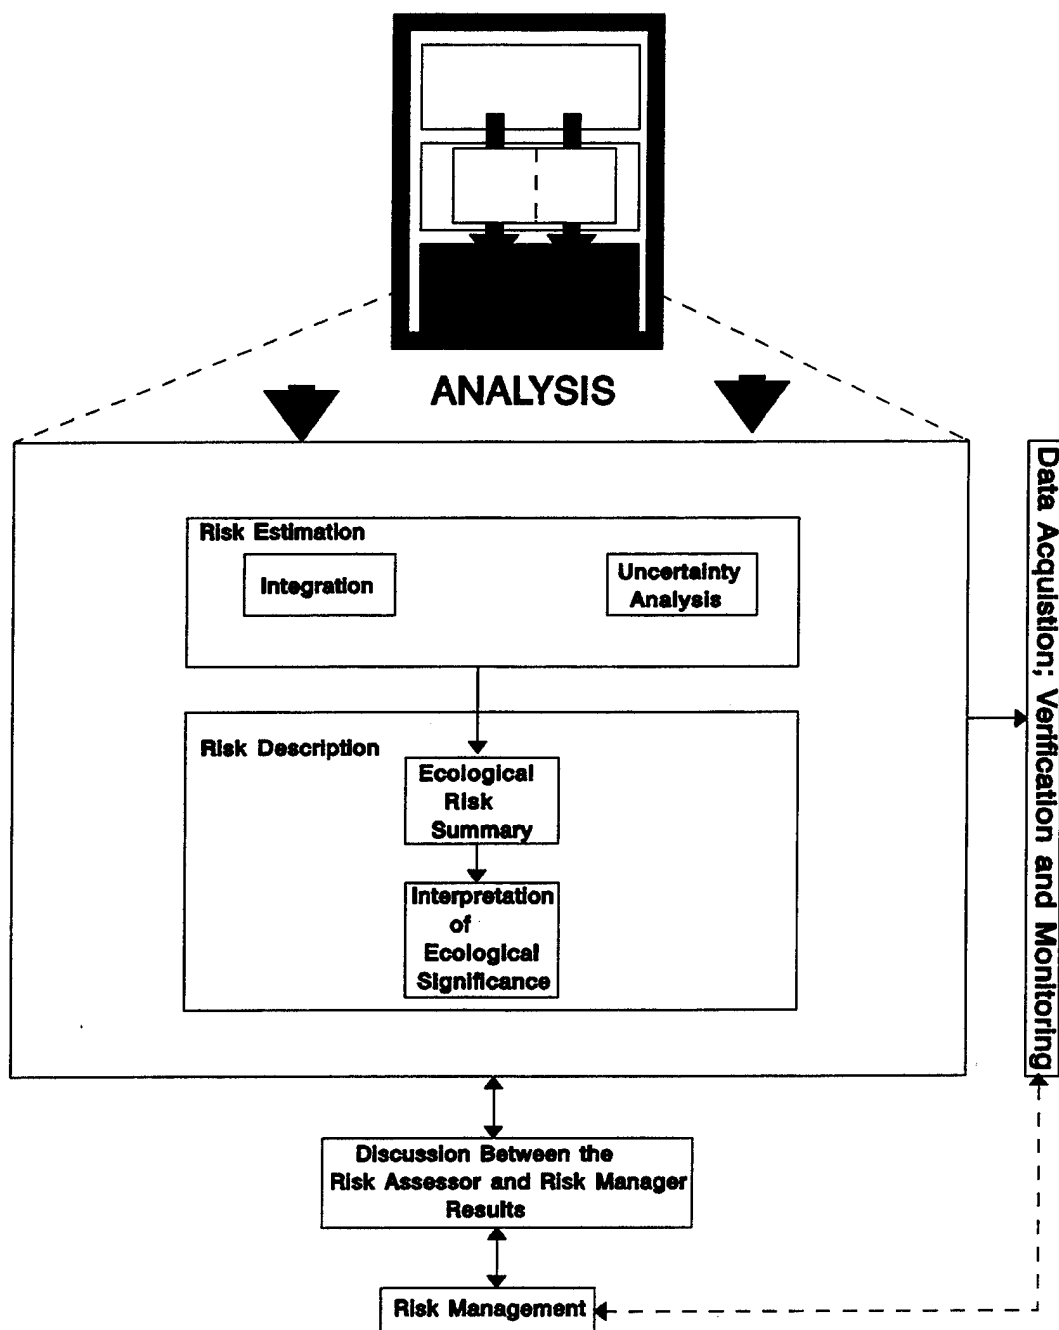 ANALYSIS
Risk Estimation
Integration
Uncertainty
Analysis
Risk Description
Ecological
Risk
Summary
Interpretation
of
Ecological
Significance
Data Acquistion; Verification and Monitoring
Discussion Between the
Risk Assessor and Risk Manager
Results
Risk Management